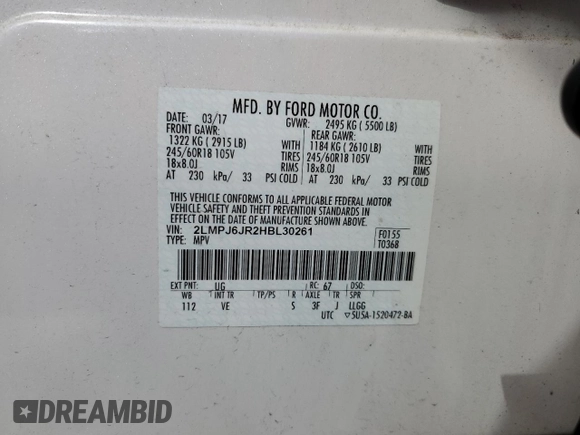 MFD. BY FORD MOTOR CO.
DATE: 03/17 GVWR: 2495 KG ( 5500 LB)
FRONT GAWR: REAR GAWR:
1322 KG ( 2915 LB) WITH 1184 KG ( 2610 LB) WITH
245/60R18 105V TIRES 245/60R18 105V TIRES
18x8.0J RIMS 18x8.0J RIMS
AT 230 kPa/ 33 PSI COLD AT 230 kPa/ 33 PSI COLD
THIS VEHICLE CONFORMS TO ALL APPLICABLE FEDERAL MOTOR
VEHICLE SAFETY AND THEFT PREVENTION STANDARDS IN
EFFECT ON THE DATE OF MANUFACTURE SHOWN ABOVE.
VIN: 2LMPJ6JR2HBL30261 F0155
TYPE: MPV T0368
EXT PNT: UG RC: 67 DSO:
WB INT TR TP/PS R AXLE TR SPR
112 VE S 3F J LLGG
UTC ▽5USA-1520472-BA
DREAMBID